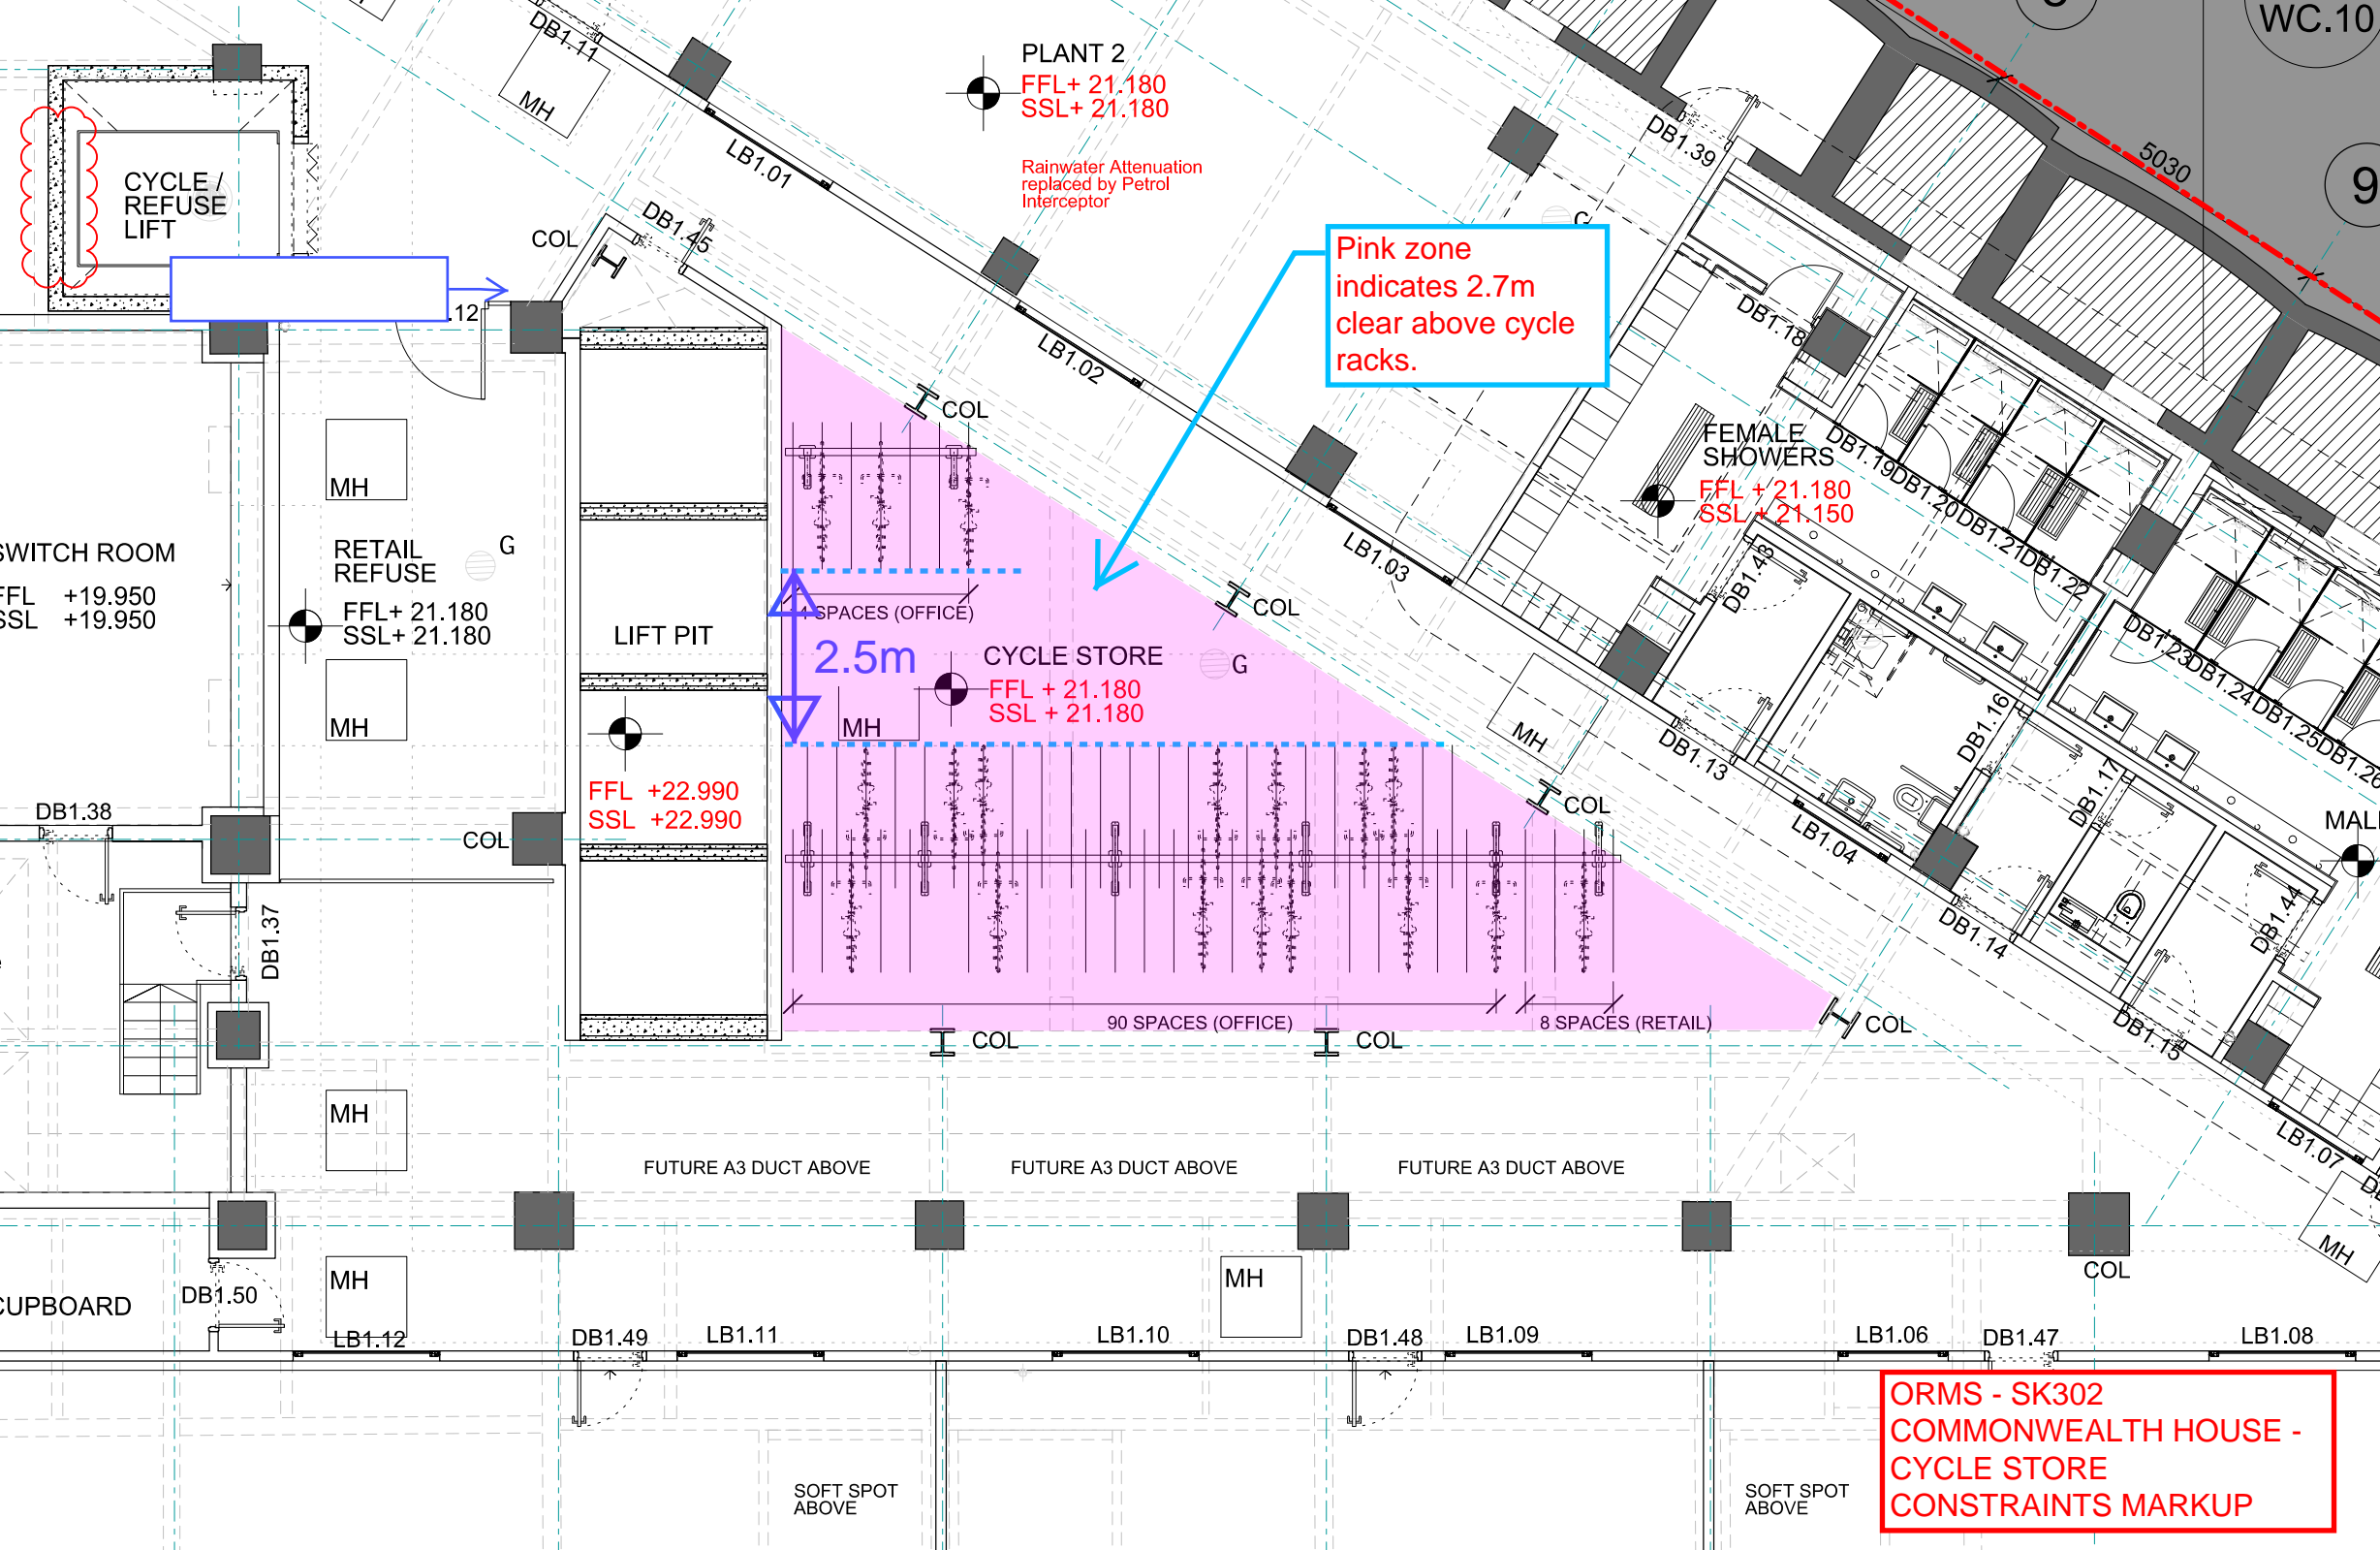 WC.10
9
5030
PLANT 2
FFL+ 21.180
SSL+ 21.180
Rainwater Attenuation
replaced by Petrol
Interceptor
DB1.11
MH
LB1.01
DB1.45
COL
CYCLE /
REFUSE
LIFT
.12
Pink zone
indicates 2.7m
clear above cycle
racks.
G
DB1.39
DB1.18
LB1.02
COL
FEMALE
SHOWERS
FFL + 21.180
SSL + 21.150
DB1.19
DB1.20
DB1.21
DB1.22
DB1.23
DB1.24
DB1.25
DB1.26
MH
RETAIL
REFUSE
G
FFL+ 21.180
SSL+ 21.180
MH
SWITCH ROOM
FFL +19.950
SSL +19.950
LIFT PIT
FFL +22.990
SSL +22.990
4 SPACES (OFFICE)
2.5m
CYCLE STORE
FFL + 21.180
SSL + 21.180
MH
G
COL
LB1.03
DB1.43
MH
DB1.13
DB1.16
DB1.17
LB1.04
COL
DB1.38
COL
DB1.37
DB1.14
DB1.44
DB1.15
LB1.07
90 SPACES (OFFICE)
8 SPACES (RETAIL)
COL
COL
COL
MH
FUTURE A3 DUCT ABOVE
FUTURE A3 DUCT ABOVE
FUTURE A3 DUCT ABOVE
MH
COL
CUPBOARD
DB1.50
MH
MH
LB1.12
DB1.49
LB1.11
LB1.10
DB1.48
LB1.09
LB1.06
DB1.47
LB1.08
SOFT SPOT
ABOVE
SOFT SPOT
ABOVE
ORMS - SK302
COMMONWEALTH HOUSE -
CYCLE STORE
CONSTRAINTS MARKUP